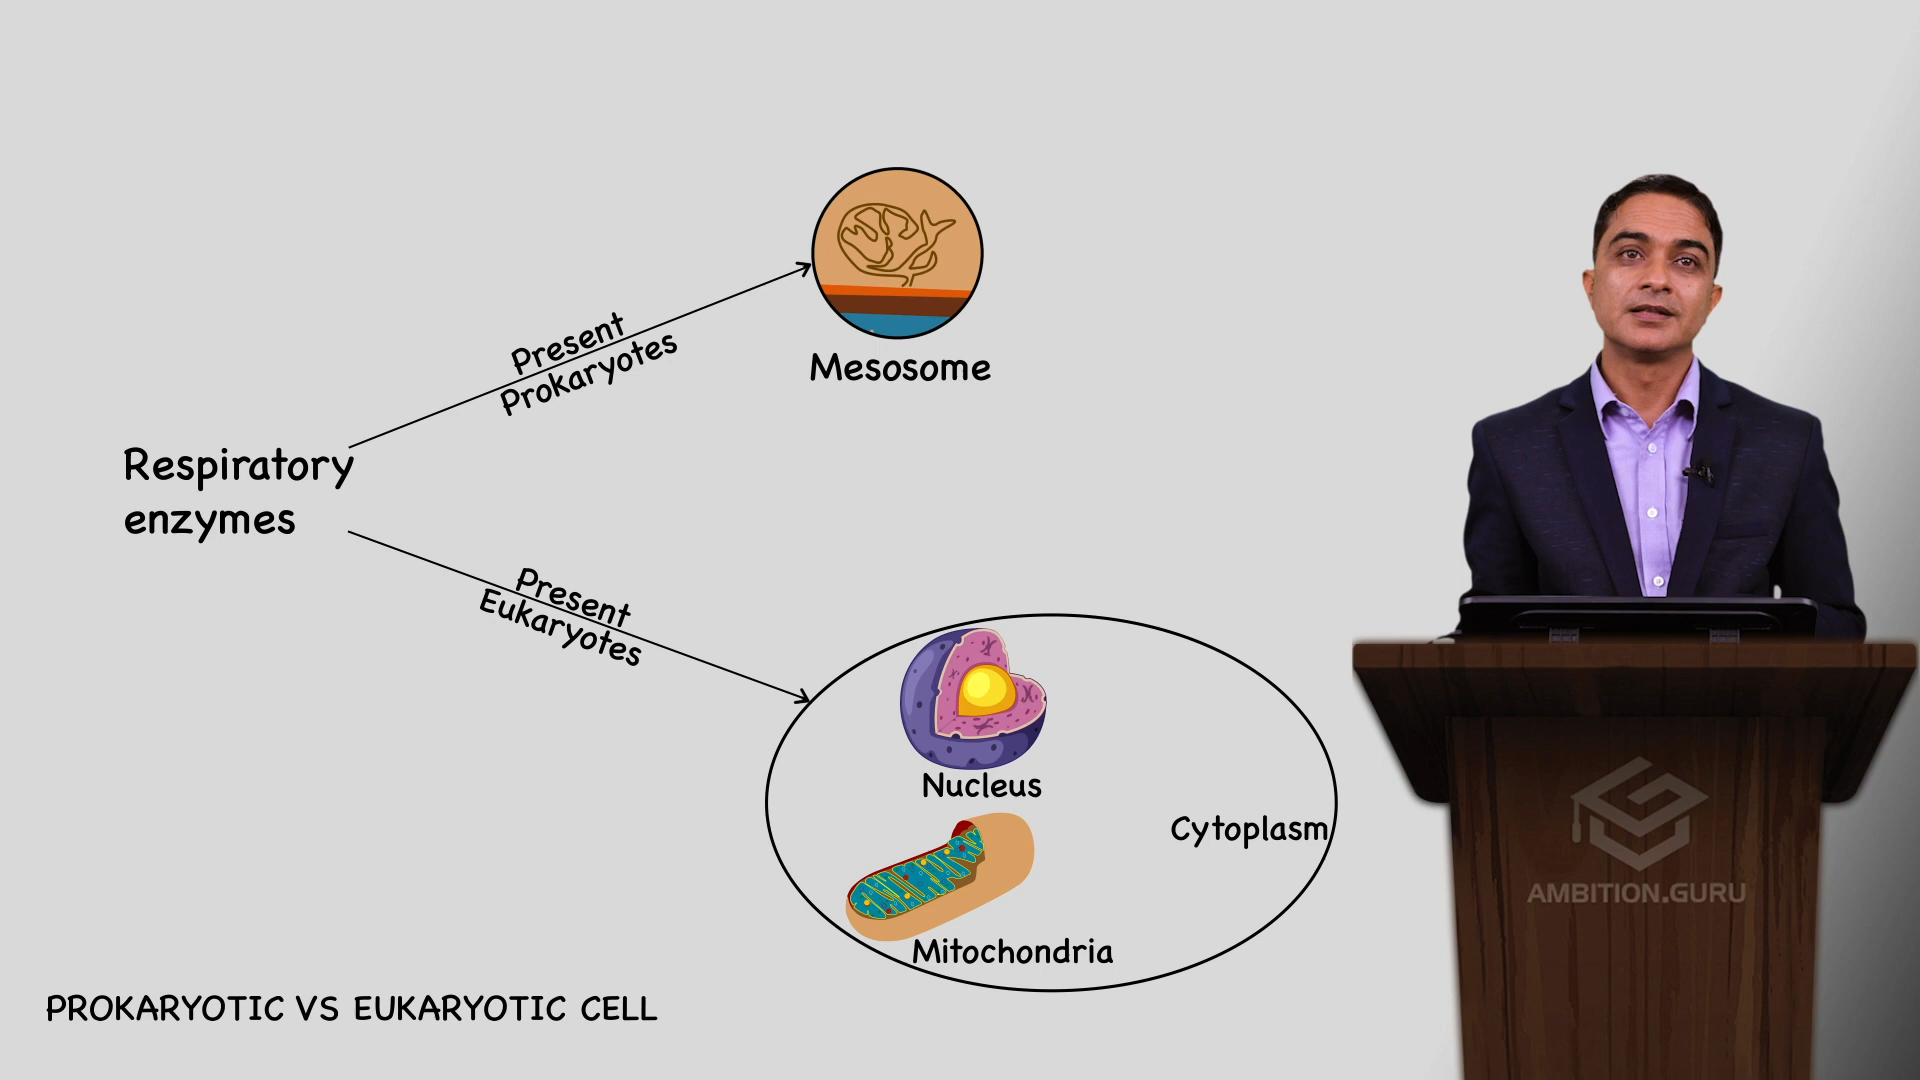 Present
Prokaryotes
Mesosome
Respiratory
enzymes
Present
Eukaryotes
Nucleus
Cytoplasm
Mitochondria
AMBITION.GURU
PROKARYOTIC VS EUKARYOTIC CELL